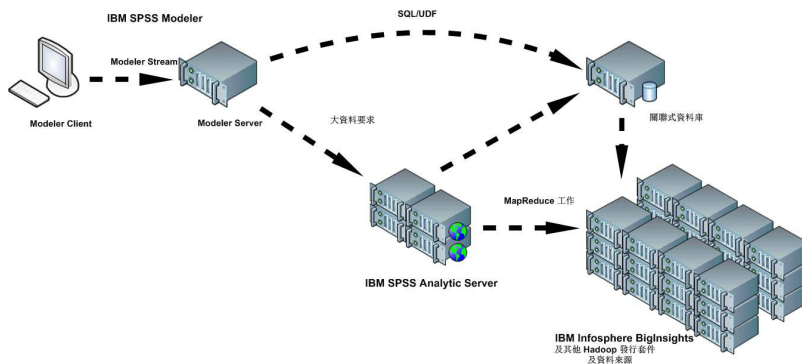 IBM SPSS Modeler
SQL/UDF
Modeler Stream
Modeler Client
Modeler Server
大資料要求
關聯式資料庫
MapReduce 工作
IBM SPSS Analytic Server
IBM Infosphere BigInsights
及其他 Hadoop 發行套件
及資料來源